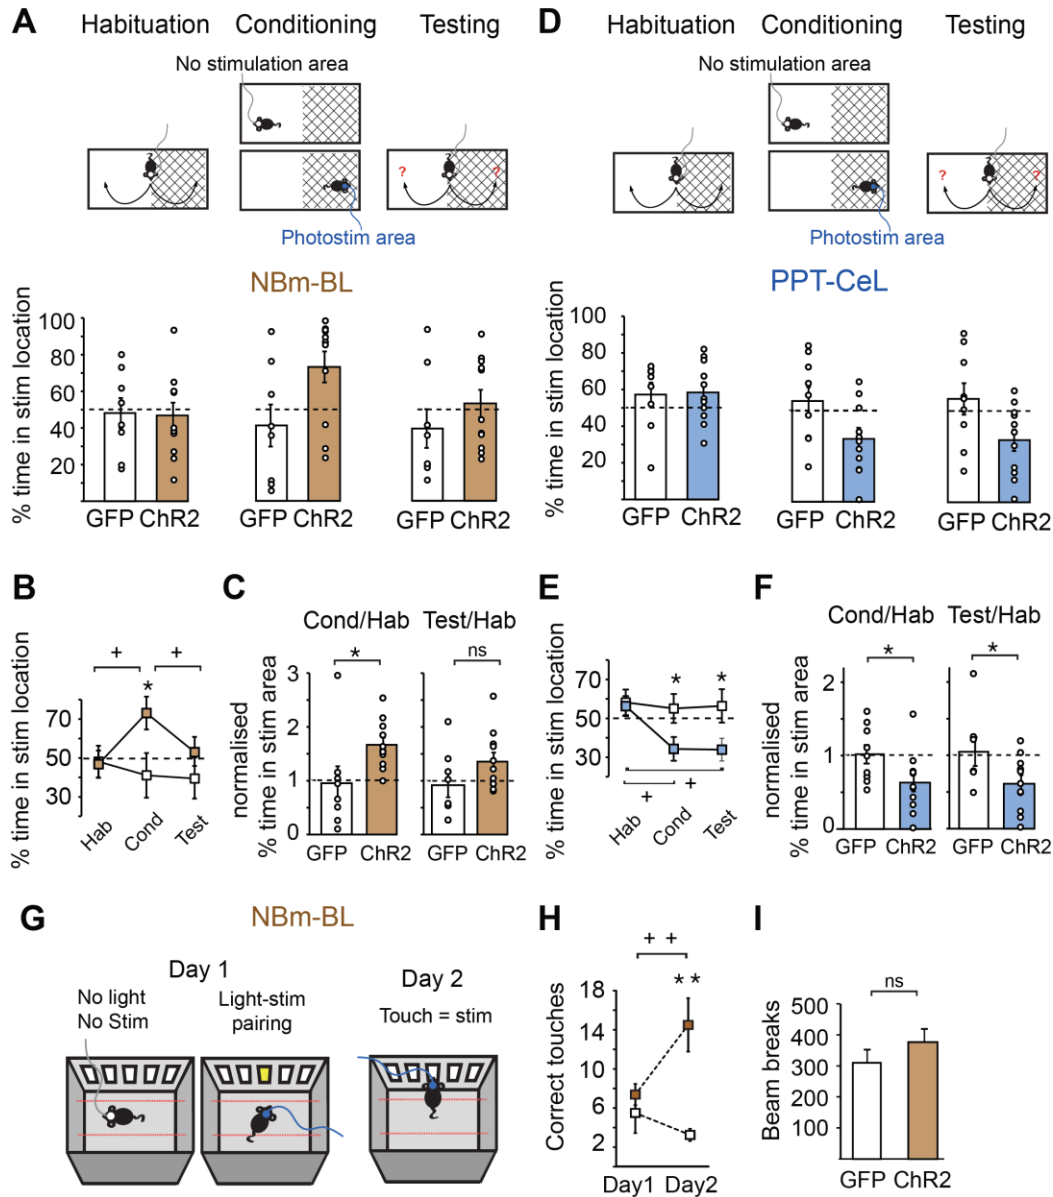 A
Habituation Conditioning Testing
No stimulation area
? ?
Photostim area
NBm-BL
% time in stim location
100
80
60
40
20
GFP ChR2 GFP ChR2 GFP ChR2
D
Habituation Conditioning Testing
No stimulation area
? ?
Photostim area
PPT-CeL
% time in stim location
100
80
60
40
20
GFP ChR2 GFP ChR2 GFP ChR2
B
% time in stim location
+ +
*
70
50
30
Hab Cond Test
C
Cond/Hab Test/Hab
normalised
% time in stim area
* ns
3
2
1
0
GFP ChR2 GFP ChR2
E
% time in stim location
* *
70
50
30
+ +
Hab Cond Test
F
Cond/Hab Test/Hab
normalised
% time in stim area
* *
2
1
0
GFP ChR2 GFP ChR2
G
NBm-BL
Day 1
No light
No Stim
Light-stim
pairing
Day 2
Touch = stim
H
Correct touches
+ +
* *
18
14
10
6
2
Day1 Day2
I
Beam breaks
ns
500
400
300
200
100
GFP ChR2